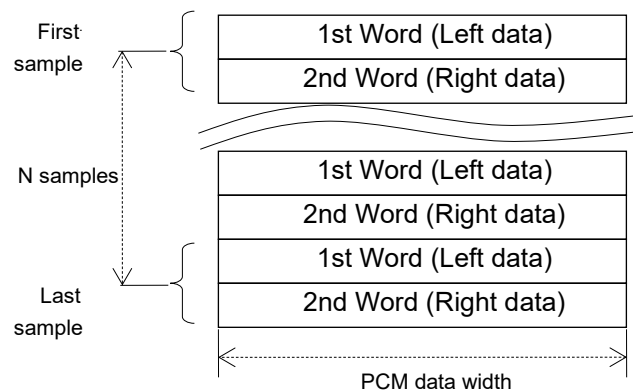 First
sample
1st Word (Left data)
2nd Word (Right data)
N samples
1st Word (Left data)
2nd Word (Right data)
1st Word (Left data)
2nd Word (Right data)
Last
sample
PCM data width